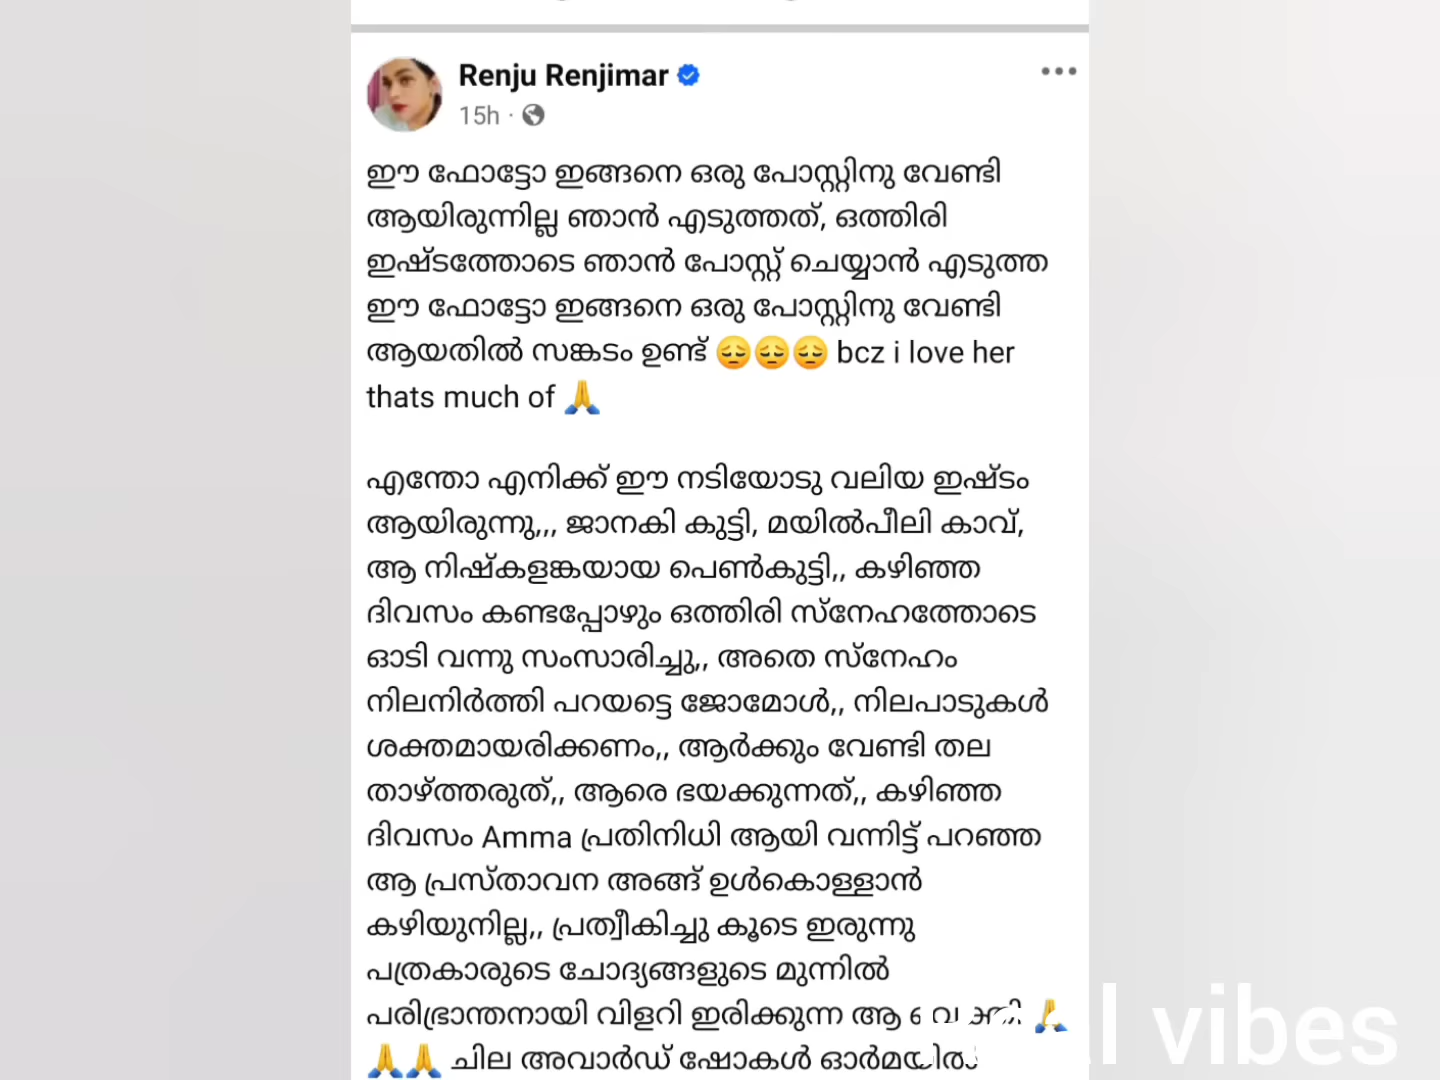 Renju Renjimar
15h ·
ഈ ഫോട്ടോ ഇങ്ങനെ ഒരു പോസ്റ്റിനു വേണ്ടി
ആയിരുന്നില്ല ഞാൻ എടുത്തത്, ഒത്തിരി
ഇഷ്ടത്തോടെ ഞാൻ പോസ്റ്റ് ചെയ്യാൻ എടുത്ത
ഈ ഫോട്ടോ ഇങ്ങനെ ഒരു പോസ്റ്റിനു വേണ്ടി
ആയതിൽ സങ്കടം ഉണ്ട് 😔😔😔 bcz i love her
thats much of 🙏
എന്തോ എനിക്ക് ഈ നടിയോടു വലിയ ഇഷ്ടം
ആയിരുന്നു,,, ജാനകി കുട്ടി, മയിൽപീലി കാവ്,
ആ നിഷ്കളങ്കയായ പെൺകുട്ടി,, കഴിഞ്ഞ
ദിവസം കണ്ടപ്പോഴും ഒത്തിരി സ്നേഹത്തോടെ
ഓടി വന്നു സംസാരിച്ചു,, അതെ സ്നേഹം
നിലനിർത്തി പറയട്ടെ ജോമോൾ,, നിലപാടുകൾ
ശക്തമായരിക്കണം,, ആർക്കും വേണ്ടി തല
താഴ്ത്തരുത്,, ആരെ ഭയക്കുന്നത്,, കഴിഞ്ഞ
ദിവസം Amma പ്രതിനിധി ആയി വന്നിട്ട് പറഞ്ഞ
ആ പ്രസ്താവന അങ്ങ് ഉൾകൊള്ളാൻ
കഴിയുനില്ല,, പ്രത്വീകിച്ചു കൂടെ ഇരുന്നു
പത്രകാരുടെ ചോദ്യങ്ങളുടെ മുന്നിൽ
പരിഭ്രാന്തനായി വിളറി ഇരിക്കുന്ന ആ 🙏
🙏🙏 ചില അവാർഡ് ഷോകൾ
vibes